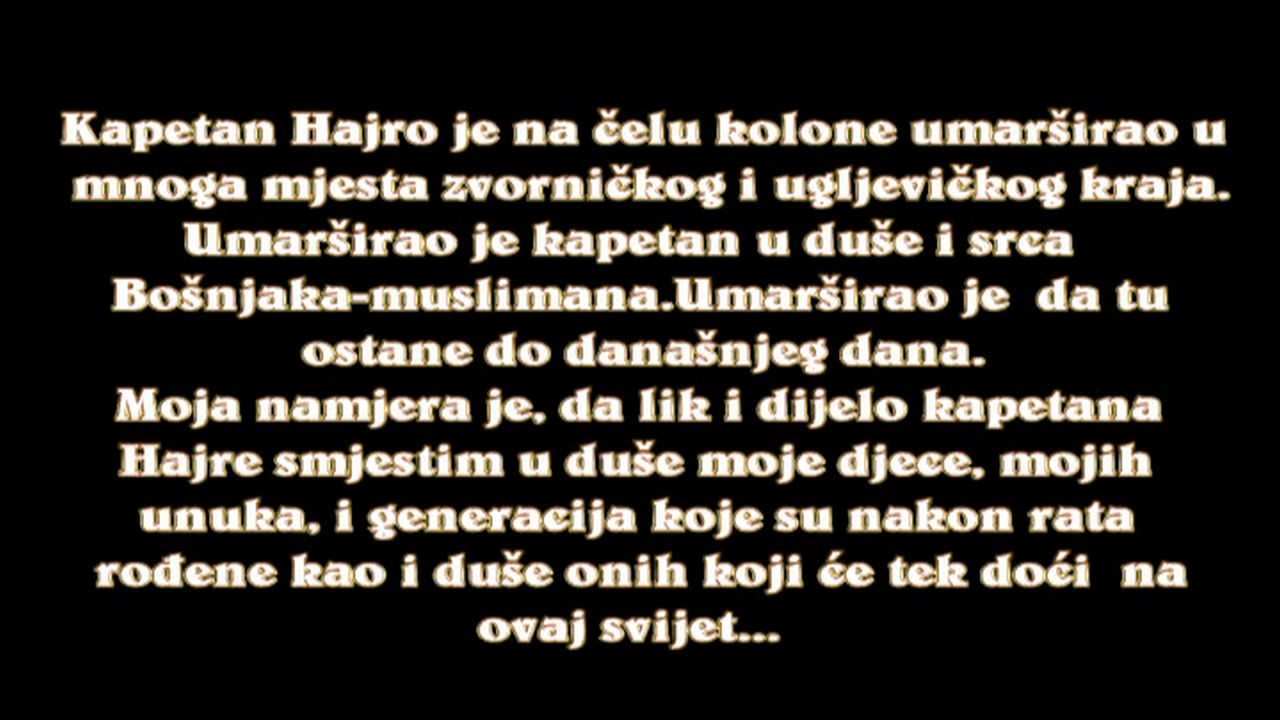 Kapetan Hajro je na čelu kolone umarširao u
mnoga mjesta zvorničkog i ugljevičkog kraja.
Umarširao je kapetan u duše i srca
Bošnjaka-muslimana.Umarširao je  da tu
ostane do današnjeg dana.
Moja namjera je, da lik i dijelo kapetana
Hajre smjestim u duše moje djece, mojih
unuka, i generacija koje su nakon rata
rođene kao i duše onih koji će tek doći  na
ovaj svijet...